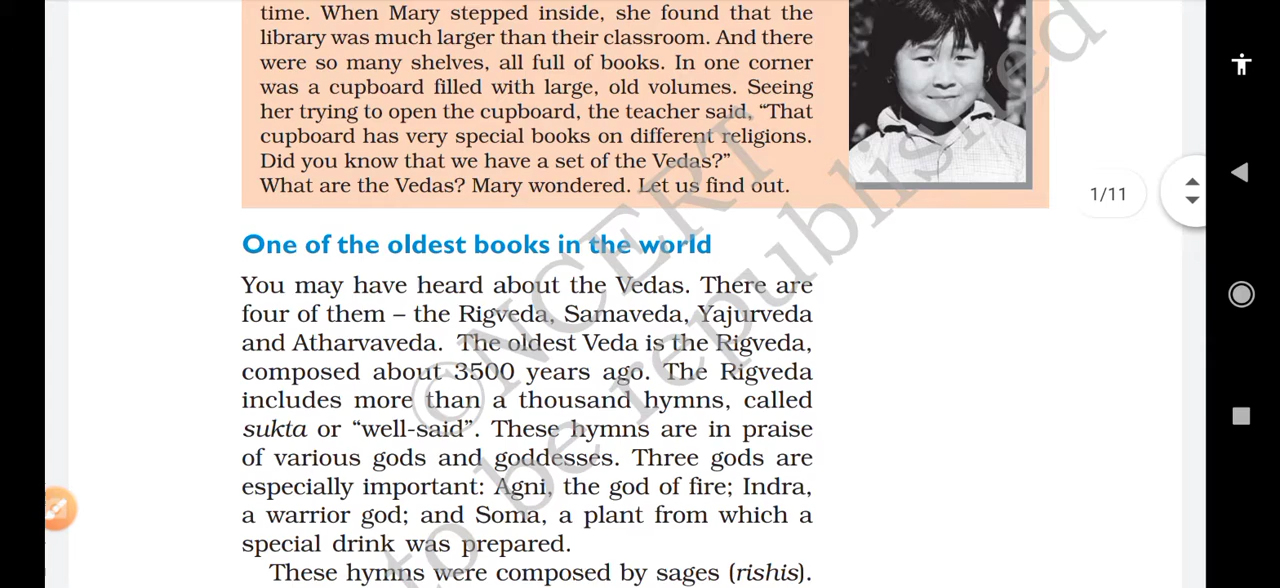 time. When Mary stepped inside, she found that the
library was much larger than their classroom. And there
were so many shelves, all full of books. In one corner
was a cupboard filled with large, old volumes. Seeing
her trying to open the cupboard, the teacher said, “That
cupboard has very special books on different religions.
Did you know that we have a set of the Vedas?”
What are the Vedas? Mary wondered. Let us find out.
1/11
One of the oldest books in the world
You may have heard about the Vedas. There are
four of them – the Rigveda, Samaveda, Yajurveda
and Atharvaveda. The oldest Veda is the Rigveda,
composed about 3500 years ago. The Rigveda
includes more than a thousand hymns, called
sukta or “well-said”. These hymns are in praise
of various gods and goddesses. Three gods are
especially important: Agni, the god of fire; Indra,
a warrior god; and Soma, a plant from which a
special drink was prepared.
These hymns were composed by sages (rishis).
©NCERT
to be republished